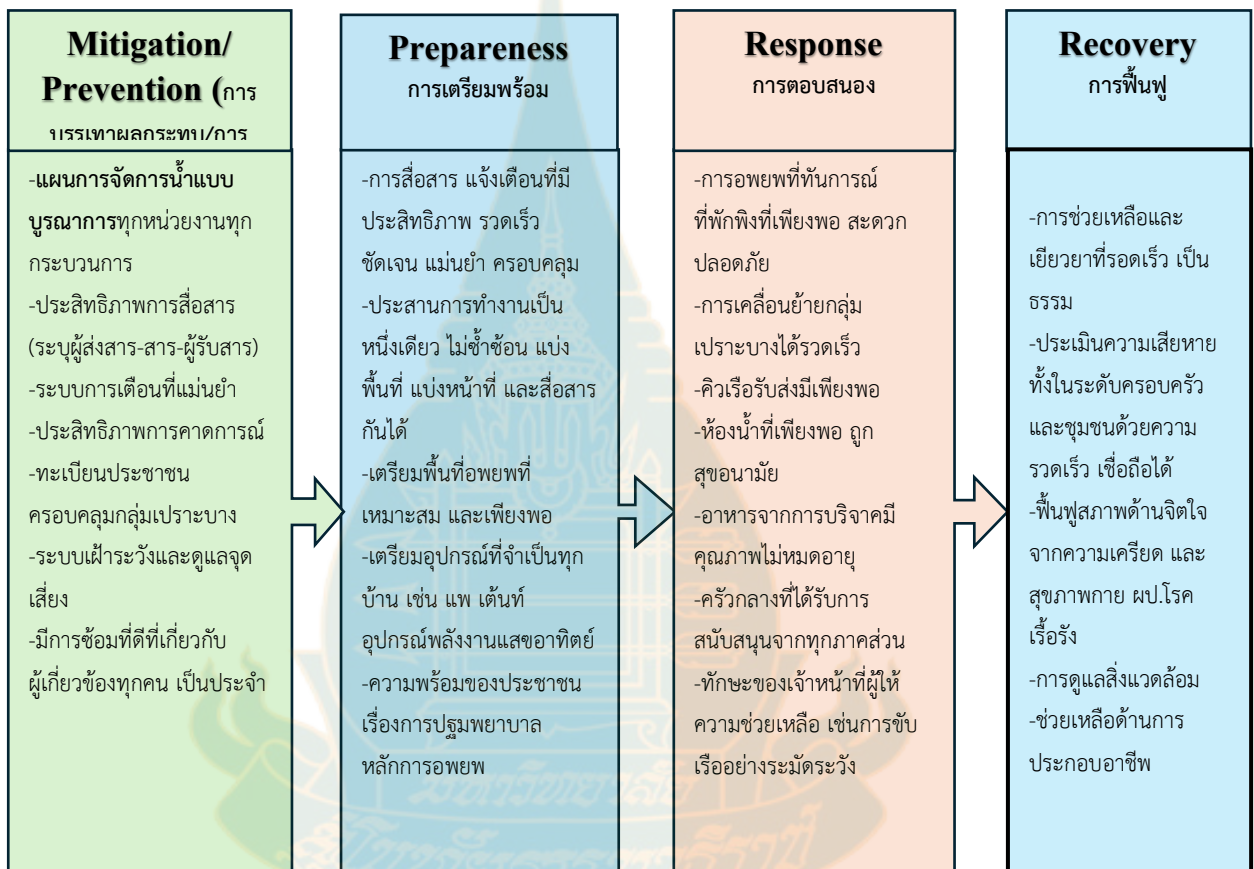 Mitigation/
Prevention (การ
บรรเทาผลกระทบ/การ
-แผนการจัดการน้ำแบบ
บูรณาการทุกหน่วยงานทุก
กระบวนการ
-ประสิทธิภาพการสื่อสาร
(ระบุผู้ส่งสาร-สาร-ผู้รับสาร)
-ระบบการเตือนที่แม่นยำ
-ประสิทธิภาพการคาดการณ์
-ทะเบียนประชาชน
ครอบคลุมกลุ่มเปราะบาง
-ระบบเฝ้าระวังและดูแลจุด
เสี่ยง
-มีการซ้อมที่ดีที่เกี่ยวกับ
ผู้เกี่ยวข้องทุกคน เป็นประจำ
Prepareness
การเตรียมพร้อม
-การสื่อสาร แจ้งเตือนที่มี
ประสิทธิภาพ รวดเร็ว
ชัดเจน แม่นยำ ครอบคลุม
-ประสานการทำงานเป็น
หนึ่งเดียว ไม่ซ้ำซ้อน แบ่ง
พื้นที่ แบ่งหน้าที่ และสื่อสาร
กันได้
-เตรียมพื้นที่อพยพที่
เหมาะสม และเพียงพอ
-เตรียมอุปกรณ์ที่จำเป็นทุก
บ้าน เช่น แพ เต้นท์
อุปกรณ์พลังงานแสขอาทิตย์
-ความพร้อมของประชาชน
เรื่องการปฐมพยาบาล
หลักการอพยพ
Response
การตอบสนอง
-การอพยพที่ทันการณ์
ที่พักพิงที่เพียงพอ สะดวก
ปลอดภัย
-การเคลื่อนย้ายกลุ่ม
เปราะบางได้รวดเร็ว
-คิวเรือรับส่งมีเพียงพอ
-ห้องน้ำที่เพียงพอ ถูก
สุขอนามัย
-อาหารจากการบริจาคมี
คุณภาพไม่หมดอายุ
-ครัวกลางที่ได้รับการ
สนับสนุนจากทุกภาคส่วน
-ทักษะของเจ้าหน้าที่ผู้ให้
ความช่วยเหลือ เช่นการขับ
เรืออย่างระมัดระวัง
Recovery
การฟื้นฟู
-การช่วยเหลือและ
เยียวยาที่รอดเร็ว เป็น
ธรรม
-ประเมินความเสียหาย
ทั้งในระดับครอบครัว
และชุมชนด้วยความ
รวดเร็ว เชื่อถือได้
-ฟื้นฟูสภาพด้านจิตใจ
จากความเครียด และ
สุขภาพกาย ผป.โรค
เรื้อรัง
-การดูแลสิ่งแวดล้อม
-ช่วยเหลือด้านการ
ประกอบอาชีพ